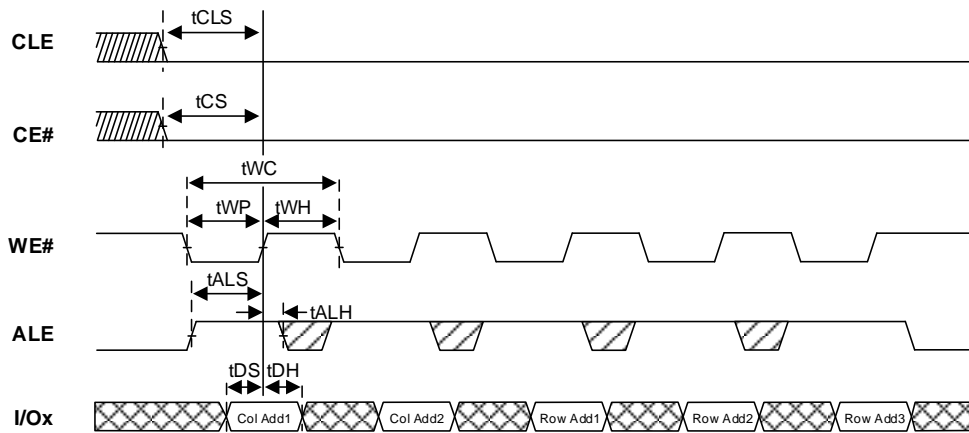 tCLS
CLE
tCS
CE#
tWC
tWP tWH
WE#
tALS
tALH
ALE
tDS tDH
I/Ox Col Add1 Col Add2 Row Add1 Row Add2 Row Add3